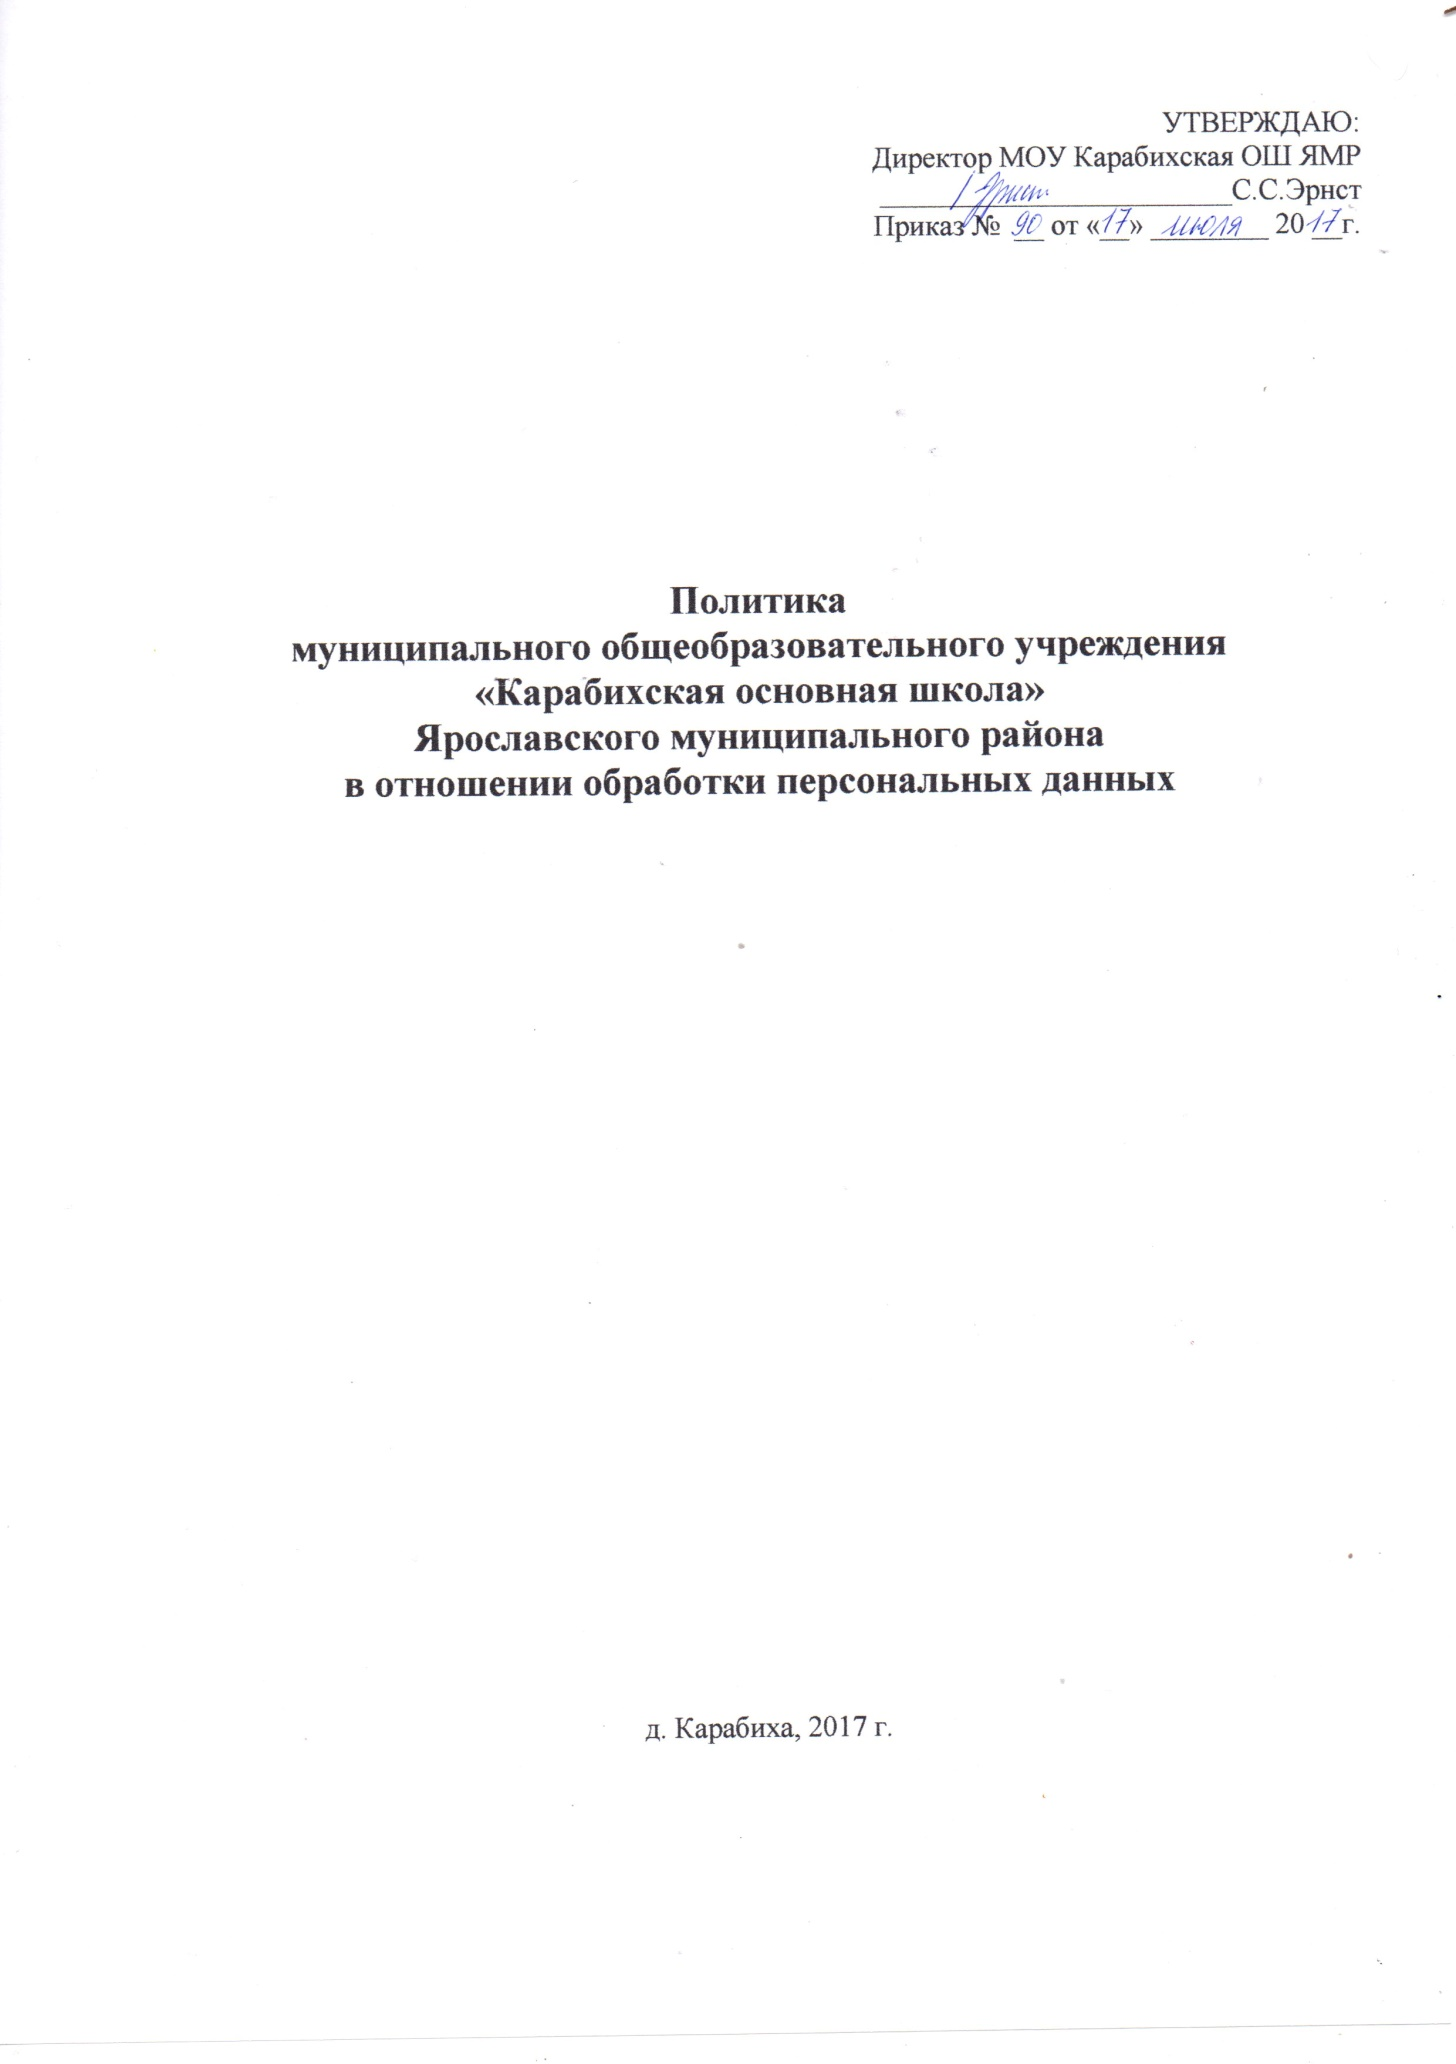 УТВЕРЖДАЮ:
Директор МОУ Карабихская ОШ ЯМР
С.С.Эрнст
Приказ № 90 от «17» июля 2017г.
Политика
муниципального общеобразовательного учреждения
«Карабихская основная школа»
Ярославского муниципального района
в отношении обработки персональных данных
д. Карабиха, 2017 г.